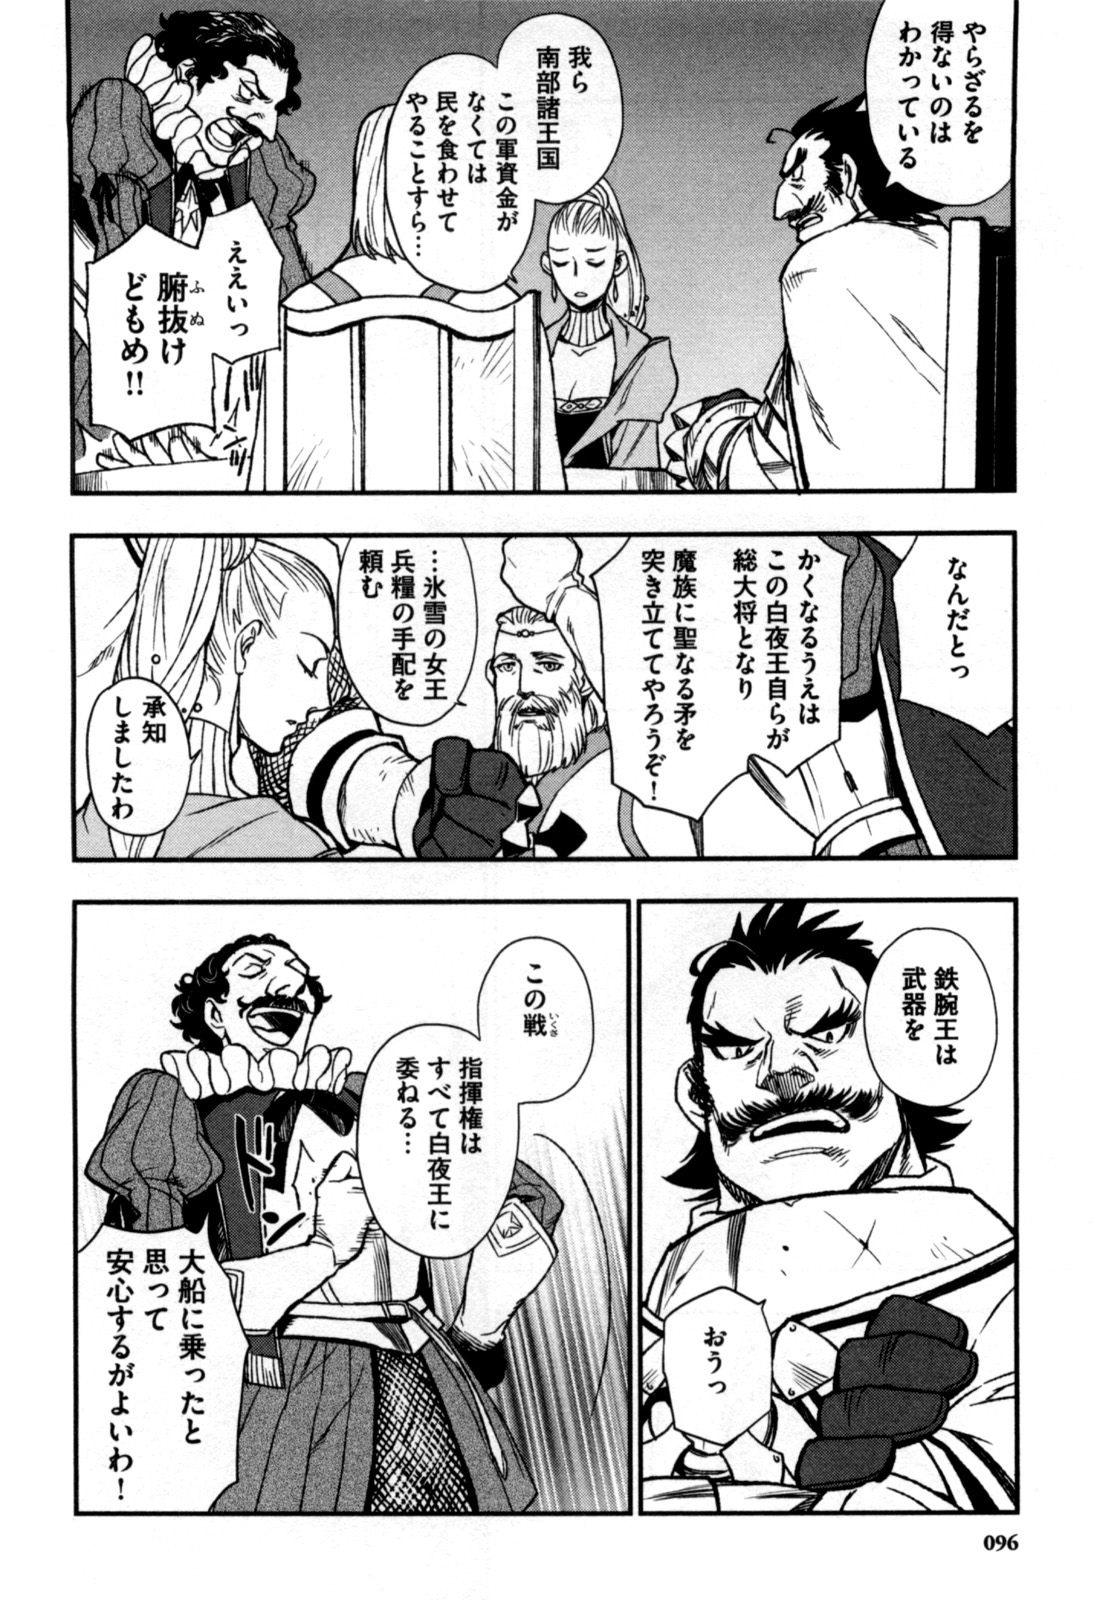 やらざるを
得ないのは
わかっている
我ら
南部諸王国
この軍資金が
なくては
民を食わせて
やることすら…
ええいっ
腑抜け
ふぬ
どもめ!!
なんだとっ
かくなるうえは
この白夜王自らが
総大将となり
魔族に聖なる矛を
突き立ててやろうぞ!
…氷雪の女王
兵糧の手配を
頼む
承知
しましたわ
鉄腕王は
武器を
おうっ
この戦
いくさ
指揮権は
すべて白夜王に
委ねる…
ドン
大船に乗ったと
思って
安心するがよいわ!
096